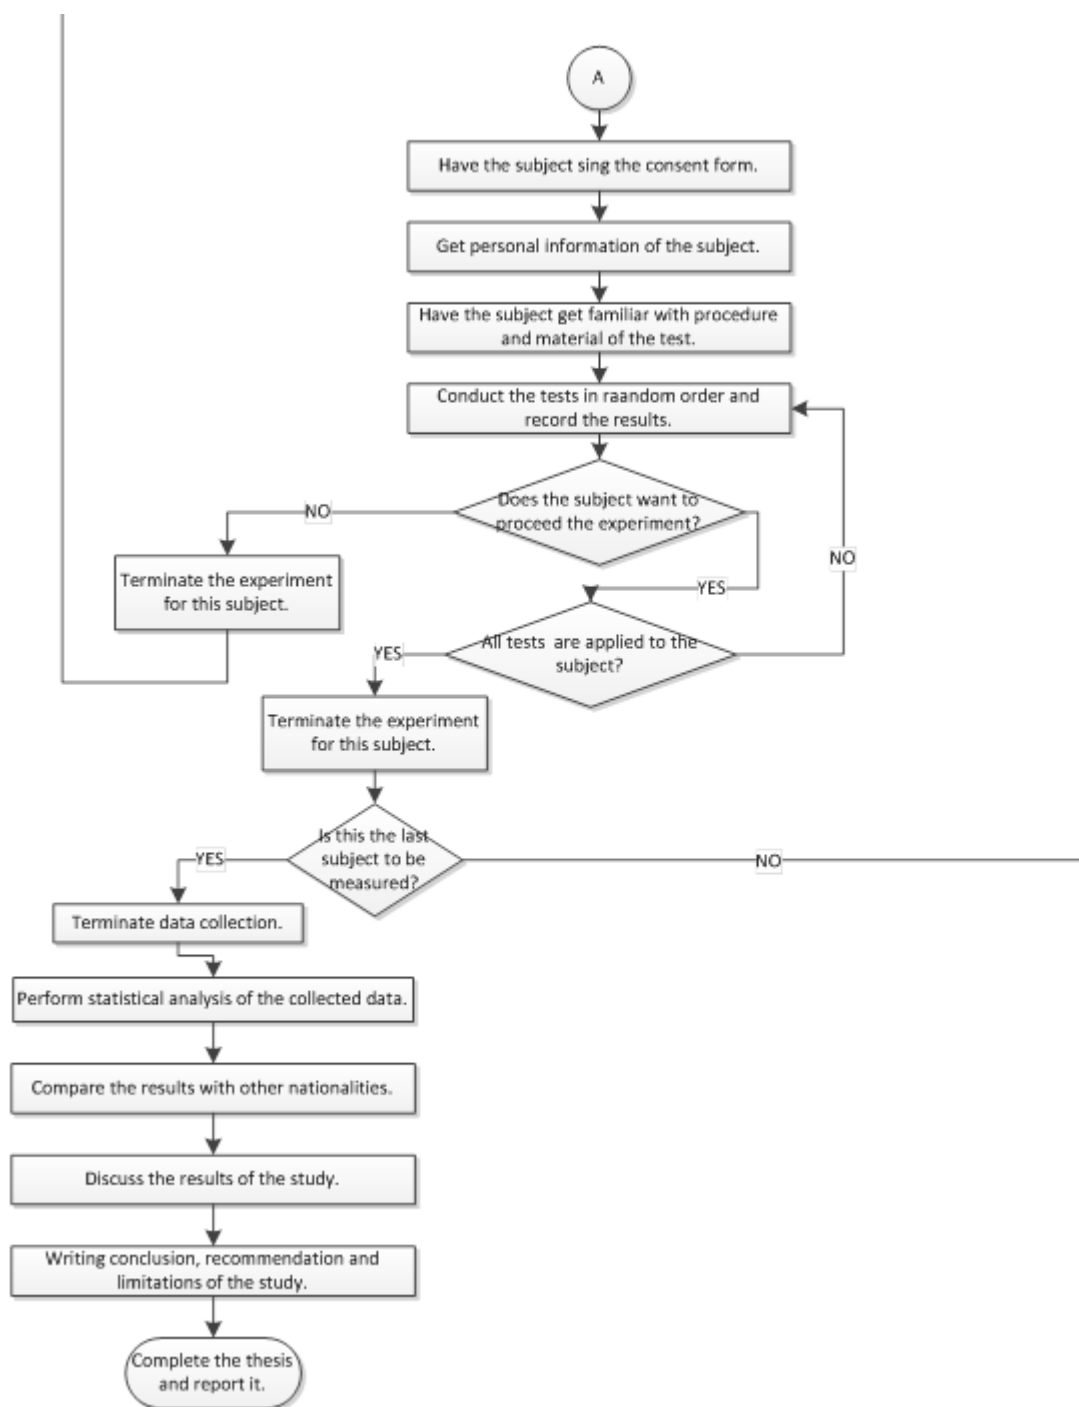 A
Have the subject sing the consent form.
Get personal information of the subject.
Have the subject get familiar with procedure
and material of the test.
Conduct the tests in raandom order and
record the results.
Does the subject want to
proceed the experiment?
NO
YES
NO
Terminate the experiment
for this subject.
All tests are applied to the
subject?
YES
Terminate the experiment
for this subject.
Is this the last
subject to be
measured?
YES
NO
Terminate data collection.
Perform statistical analysis of the collected data.
Compare the results with other nationalities.
Discuss the results of the study.
Writing conclusion, recommendation and
limitations of the study.
Complete the thesis
and report it.